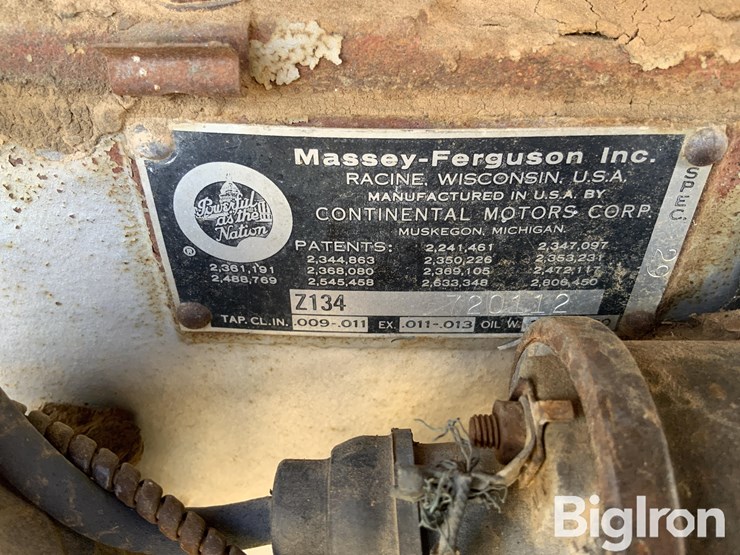 Massey-Ferguson Inc.
RACINE, WISCONSIN, U.S.A.
MANUFACTURED IN U.S.A. BY
CONTINENTAL MOTORS CORP.
MUSKEGON, MICHIGAN.
Powerful
as the
Nation
®
PATENTS: 2,241,461 2,347,097
2,344,863 2,350,226 2,353,231
2,361,191 2,368,080 2,369,105 2,472,117
2,488,769 2,545,458 2,633,348 2,806,450
Z134 720112
TAP. CL. IN. .009-.011 EX. .011-.013 OIL W.
SPEC.
BigIron